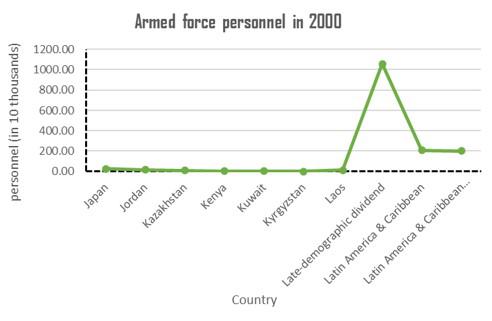 Armed force personnel in 2000
personnel (in 10 thousands)
1200.00
1000.00
800.00
600.00
400.00
200.00
0.00
Japan
Jordan
Kazakhstan
Kenya
Kuwait
Kyrgyzstan
Laos
Late-demographic dividend
Latin America & Caribbean
Latin America & Caribbean...
Country